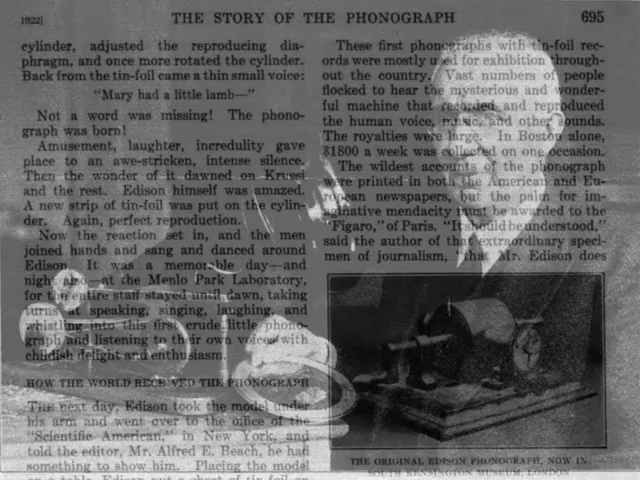 1922] THE STORY OF THE PHONOGRAPH 695
cylinder, adjusted the reproducing dia-
phragm, and once more rotated the cylinder.
Back from the tin-foil came a thin small voice:
"Mary had a little lamb—"
Not a word was missing! The phono-
graph was born!
Amusement, laughter, incredulity gave
place to an awe-stricken, intense silence.
Then the wonder of it dawned on Kruesi
and the rest. Edison himself was amazed.
A new strip of tin-foil was put on the cylin-
der. Again, perfect reproduction.
Now the reaction set in, and the men
joined hands and sang and danced around
Edison. It was a memorable day—and
night also—at the Menlo Park Laboratory,
for the entire staff stayed until dawn, taking
turns at speaking, singing, laughing, and
whistling into this first crude little phono-
graph and listening to their own voices with
childish delight and enthusiasm.
HOW THE WORLD RECEIVED THE PHONOGRAPH
The next day, Edison took the model under
his arm and went over to the office of the
"Scientific American," in New York, and
told the editor, Mr. Alfred E. Beach, he had
something to show him. Placing the model
on a table, Edison put a sheet of tin-foil on
These first phonographs with tin-foil rec-
ords were mostly used for exhibition through-
out the country. Vast numbers of people
flocked to hear the mysterious and wonder-
ful machine that recorded and reproduced
the human voice, music, and other sounds.
The royalties were large. In Boston alone,
$1800 a week was collected on one occasion.
The wildest accounts of the phonograph
were printed in both the American and Eu-
ropean newspapers, but the palm for im-
aginative mendacity must be awarded to the
"Figaro," of Paris. "It should be understood,"
said the author of that extraordinary speci-
men of journalism, "that Mr. Edison does
THE ORIGINAL EDISON PHONOGRAPH, NOW IN
SOUTH KENSINGTON MUSEUM, LONDON